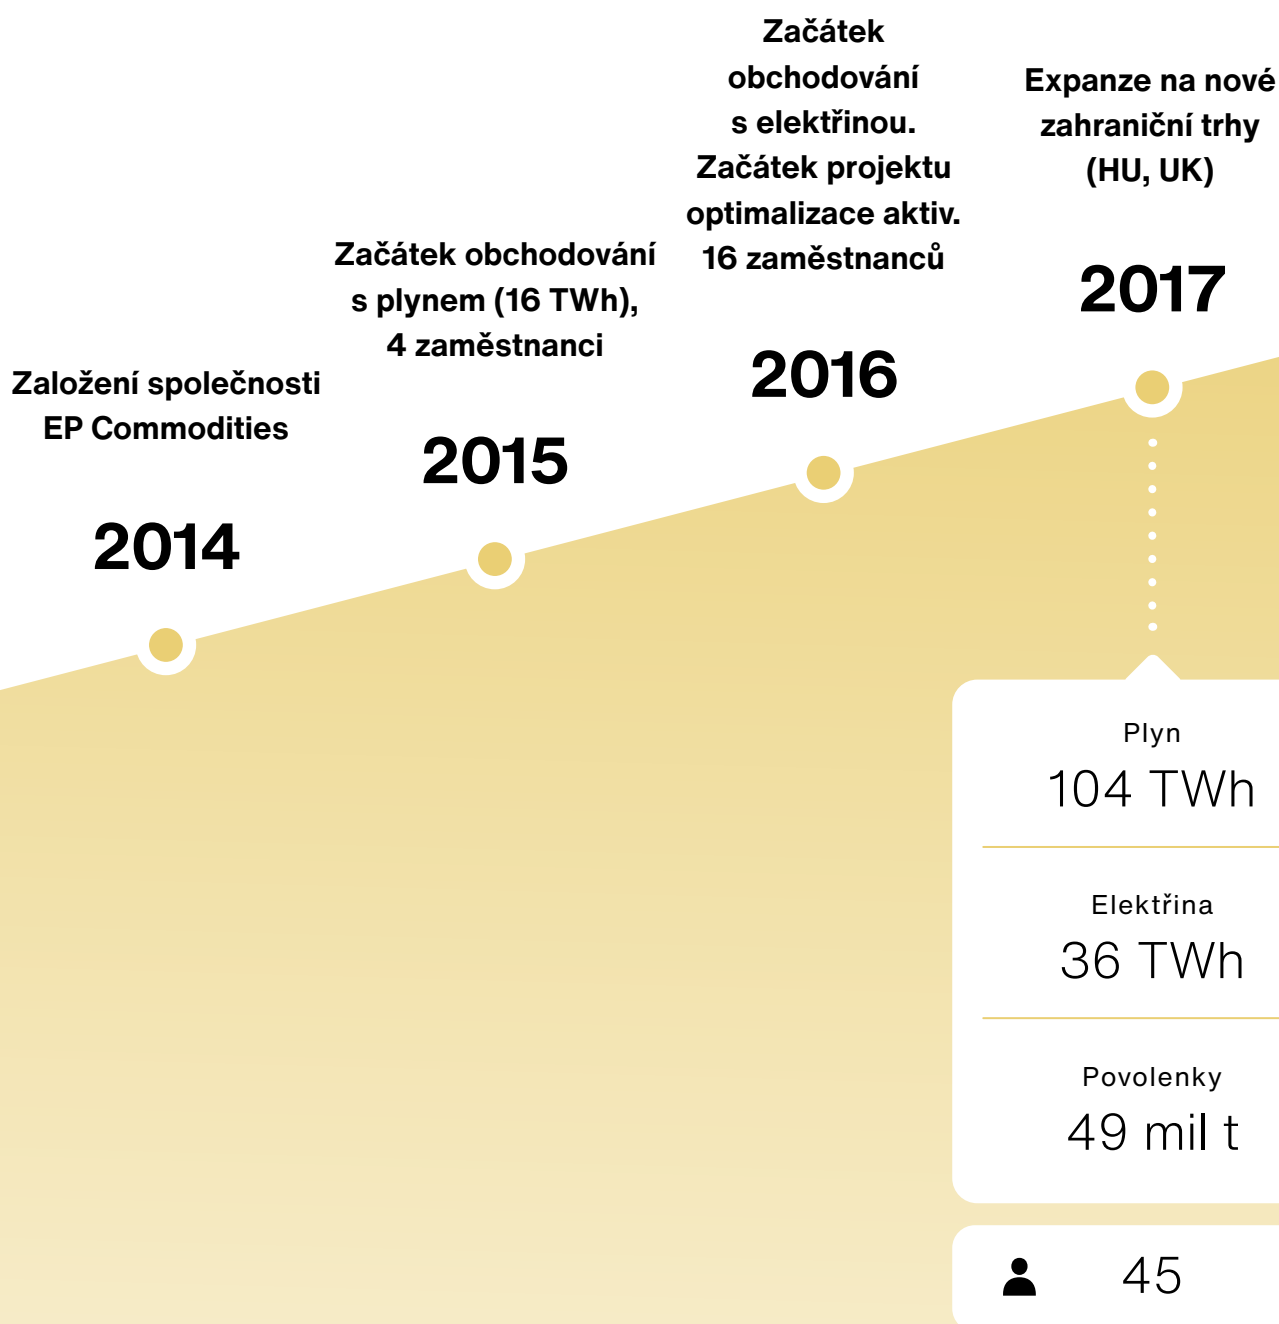 Založení společnosti
EP Commodities
2014
Začátek obchodování
s plynem (16 TWh),
4 zaměstnanci
2015
Začátek
obchodování
s elektřinou.
Začátek projektu
optimalizace aktiv.
16 zaměstnanců
2016
Expanze na nové
zahraniční trhy
(HU, UK)
2017
Plyn
104 TWh
Elektřina
36 TWh
Povolenky
49 mil t
45